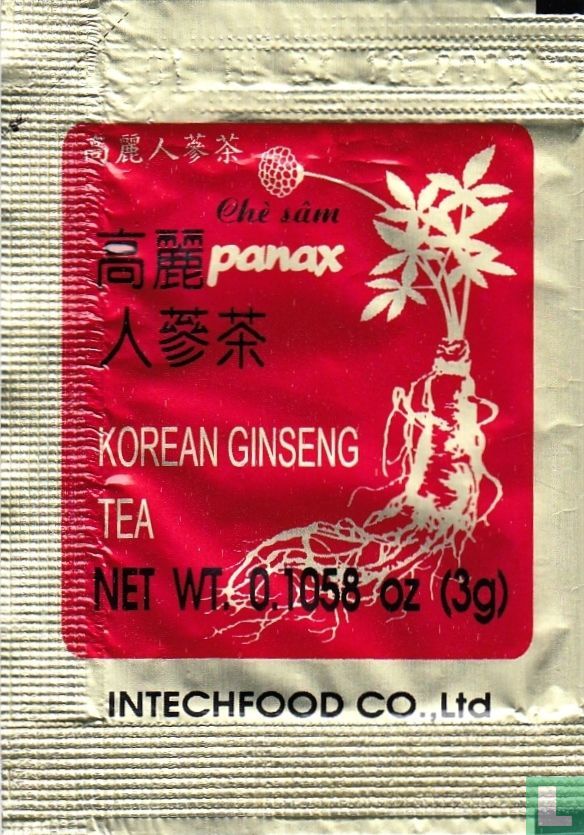 高麗人蔘茶
Chè sâm
高麗panax
人蔘茶
KOREAN GINSENG
TEA
NET WT. 0.1058 oz (3g)
INTECHFOOD CO.,Ltd